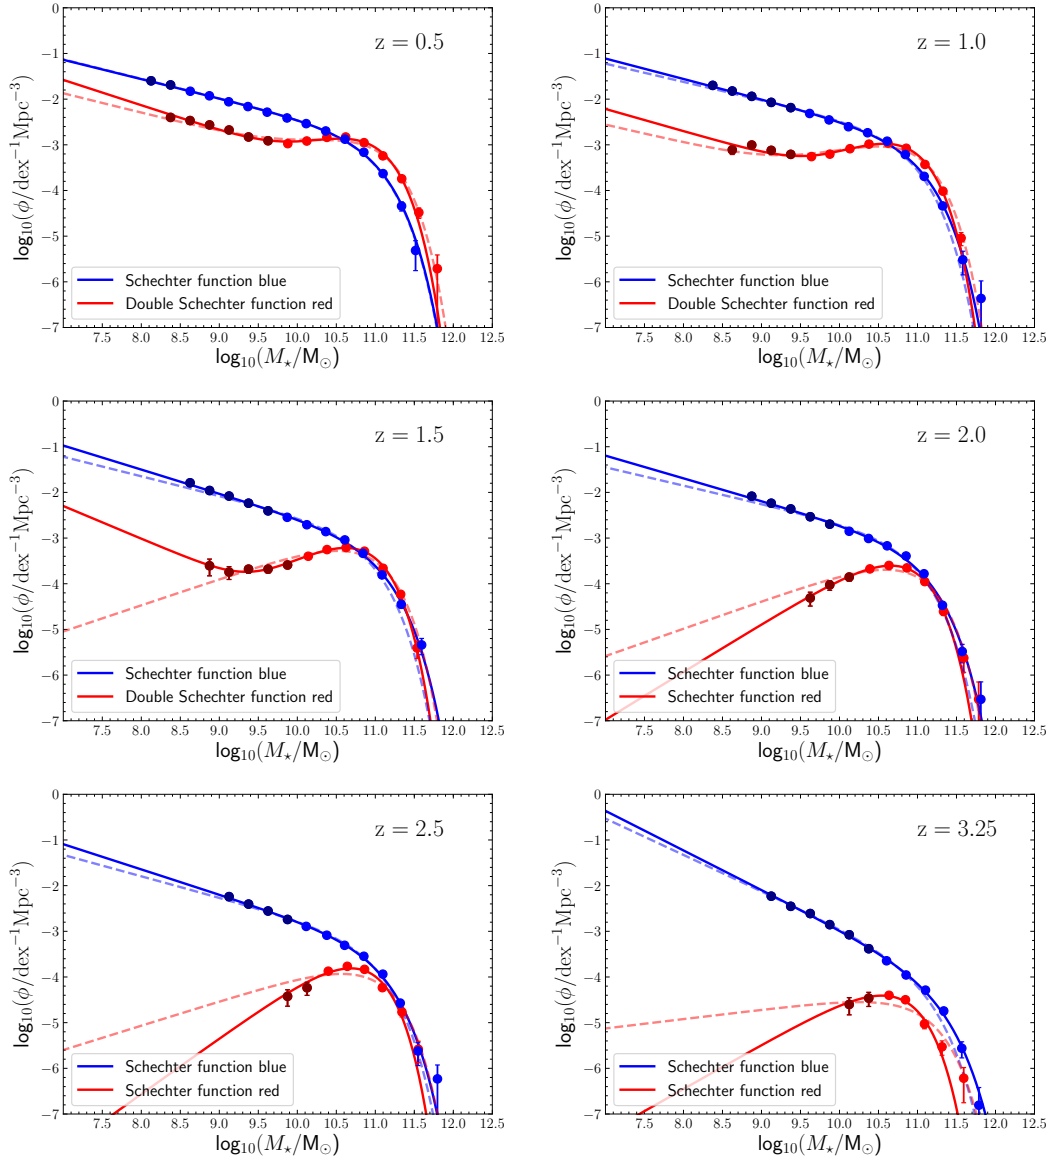 z = 0.5
log₁₀(ϕ/dex⁻¹Mpc⁻³)
0
−1
−2
−3
−4
−5
−6
−7
Schechter function blue
Double Schechter function red
7.5 8.0 8.5 9.0 9.5 10.0 10.5 11.0 11.5 12.0 12.5
log₁₀(M⋆/M⊙)
z = 1.0
log₁₀(ϕ/dex⁻¹Mpc⁻³)
0
−1
−2
−3
−4
−5
−6
−7
Schechter function blue
Double Schechter function red
7.5 8.0 8.5 9.0 9.5 10.0 10.5 11.0 11.5 12.0 12.5
log₁₀(M⋆/M⊙)
z = 1.5
log₁₀(ϕ/dex⁻¹Mpc⁻³)
0
−1
−2
−3
−4
−5
−6
−7
Schechter function blue
Double Schechter function red
7.5 8.0 8.5 9.0 9.5 10.0 10.5 11.0 11.5 12.0 12.5
log₁₀(M⋆/M⊙)
z = 2.0
log₁₀(ϕ/dex⁻¹Mpc⁻³)
0
−1
−2
−3
−4
−5
−6
−7
Schechter function blue
Schechter function red
7.5 8.0 8.5 9.0 9.5 10.0 10.5 11.0 11.5 12.0 12.5
log₁₀(M⋆/M⊙)
z = 2.5
log₁₀(ϕ/dex⁻¹Mpc⁻³)
0
−1
−2
−3
−4
−5
−6
−7
Schechter function blue
Schechter function red
7.5 8.0 8.5 9.0 9.5 10.0 10.5 11.0 11.5 12.0 12.5
log₁₀(M⋆/M⊙)
z = 3.25
log₁₀(ϕ/dex⁻¹Mpc⁻³)
0
−1
−2
−3
−4
−5
−6
−7
Schechter function blue
Schechter function red
7.5 8.0 8.5 9.0 9.5 10.0 10.5 11.0 11.5 12.0 12.5
log₁₀(M⋆/M⊙)